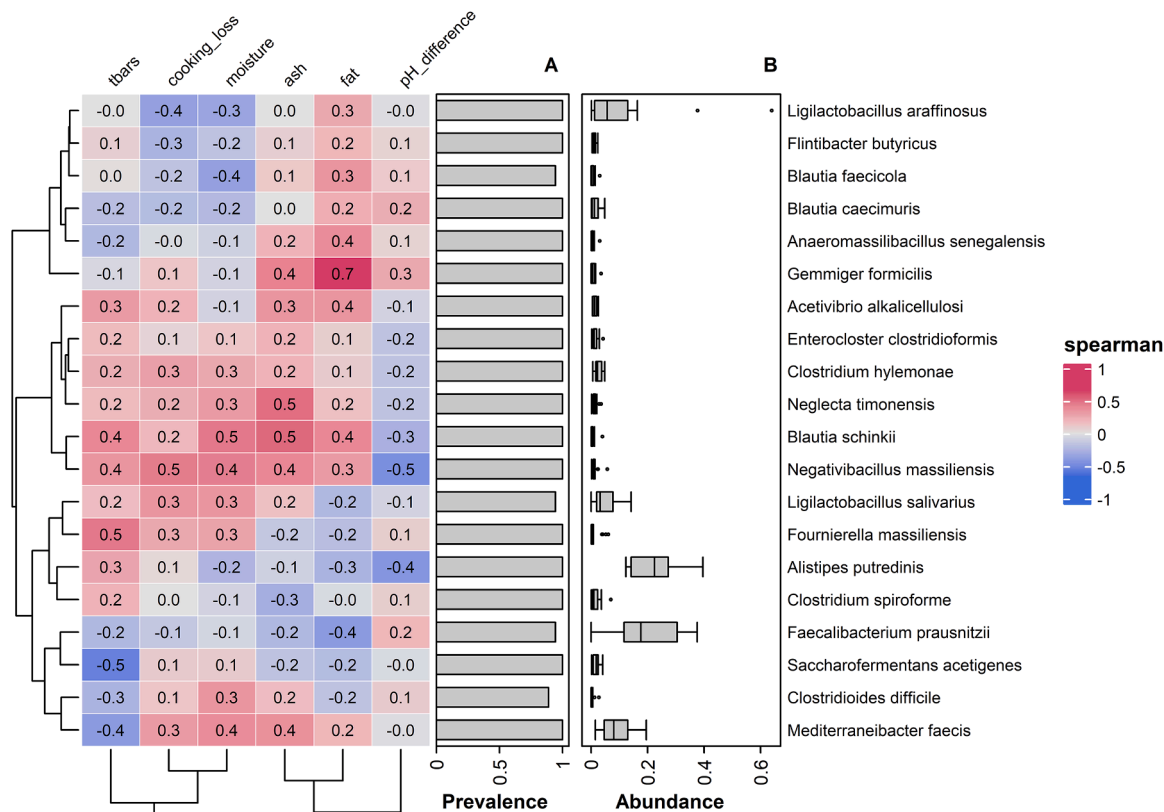 tbars cooking_loss moisture ash fat pH_difference
A B
-0.0 -0.4 -0.3 0.0 0.3 -0.0 Ligilactobacillus araffinosus
0.1 -0.3 -0.2 0.1 0.2 0.1 Flintibacter butyricus
0.0 -0.2 -0.4 0.1 0.3 0.1 Blautia faecicola
-0.2 -0.2 -0.2 0.0 0.2 0.2 Blautia caecimuris
-0.2 -0.0 -0.1 0.2 0.4 0.1 Anaeromassilibacillus senegalensis
-0.1 0.1 -0.1 0.4 0.7 0.3 Gemmiger formicilis
0.3 0.2 -0.1 0.3 0.4 -0.1 Acetivibrio alkalicellulosi
0.2 0.1 0.1 0.2 0.1 -0.2 Enterocloster clostridioformis
0.2 0.3 0.3 0.2 0.1 -0.2 Clostridium hylemonae
0.2 0.2 0.3 0.5 0.2 -0.2 Neglecta timonensis
0.4 0.2 0.5 0.5 0.4 -0.3 Blautia schinkii
0.4 0.5 0.4 0.4 0.3 -0.5 Negativibacillus massiliensis
0.2 0.3 0.3 0.2 -0.2 -0.1 Ligilactobacillus salivarius
0.5 0.3 0.3 -0.2 -0.2 0.1 Fournierella massiliensis
0.3 0.1 -0.2 -0.1 -0.3 -0.4 Alistipes putredinis
0.2 0.0 -0.1 -0.3 -0.0 0.1 Clostridium spiroforme
-0.2 -0.1 -0.1 -0.2 -0.4 0.2 Faecalibacterium prausnitzii
-0.5 0.1 0.1 -0.2 -0.2 -0.0 Saccharofermentans acetigenes
-0.3 0.1 0.3 0.2 -0.2 0.1 Clostridioides difficile
-0.4 0.3 0.4 0.4 0.2 -0.0 Mediterraneibacter faecis
0 0.5 1 0 0.2 0.4 0.6
Prevalence Abundance
spearman
1
0.5
0
-0.5
-1